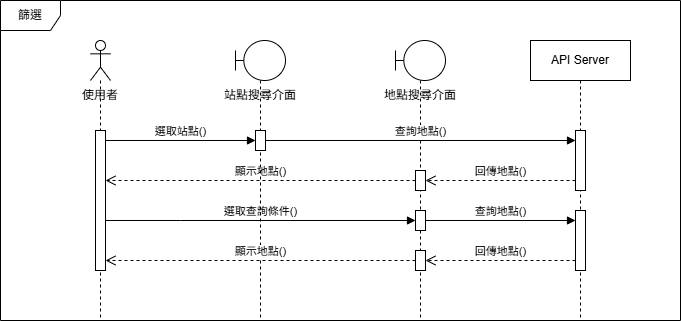 篩選
使用者
站點搜尋介面
地點搜尋介面
API Server
選取站點()
查詢地點()
顯示地點()
回傳地點()
選取查詢條件()
查詢地點()
顯示地點()
回傳地點()